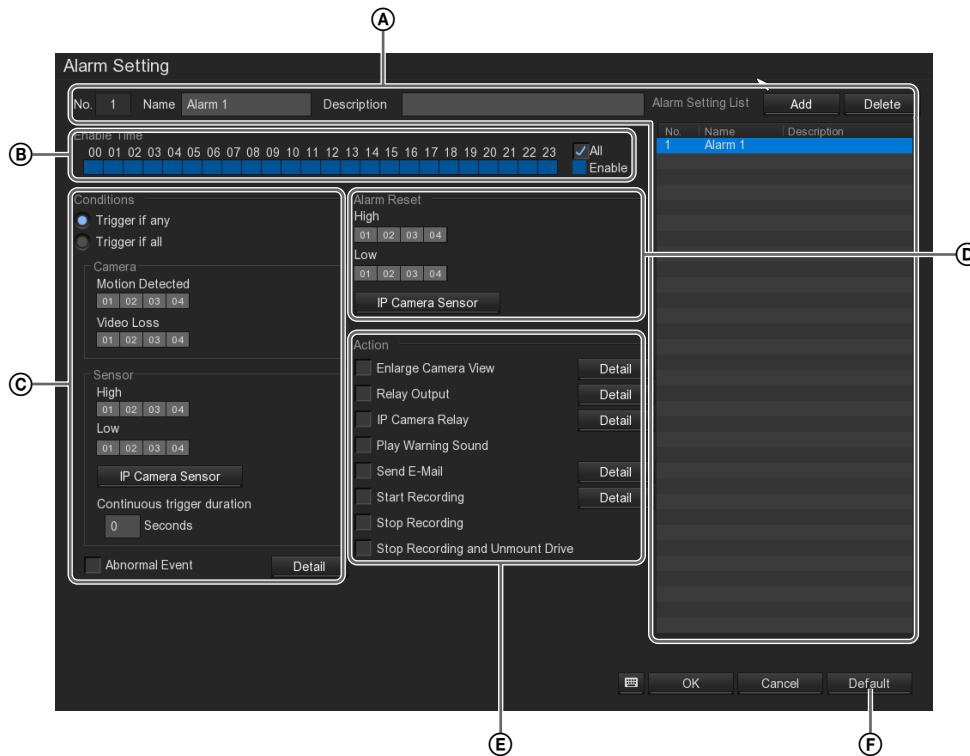 A
Alarm Setting
No. 1 Name Alarm 1 Description Alarm Setting List Add Delete
No. Name Description
1 Alarm 1
B
Enable Time
00 01 02 03 04 05 06 07 08 09 10 11 12 13 14 15 16 17 18 19 20 21 22 23 All
Enable
C
Conditions
Trigger if any
Trigger if all
Camera
Motion Detected
01 02 03 04
Video Loss
01 02 03 04
Sensor
High
01 02 03 04
Low
01 02 03 04
IP Camera Sensor
Continuous trigger duration
0 Seconds
Abnormal Event Detail
D
Alarm Reset
High
01 02 03 04
Low
01 02 03 04
IP Camera Sensor
Action
Enlarge Camera View Detail
Relay Output Detail
IP Camera Relay Detail
Play Warning Sound
Send E-Mail Detail
Start Recording Detail
Stop Recording
Stop Recording and Unmount Drive
OK Cancel Default
E
F